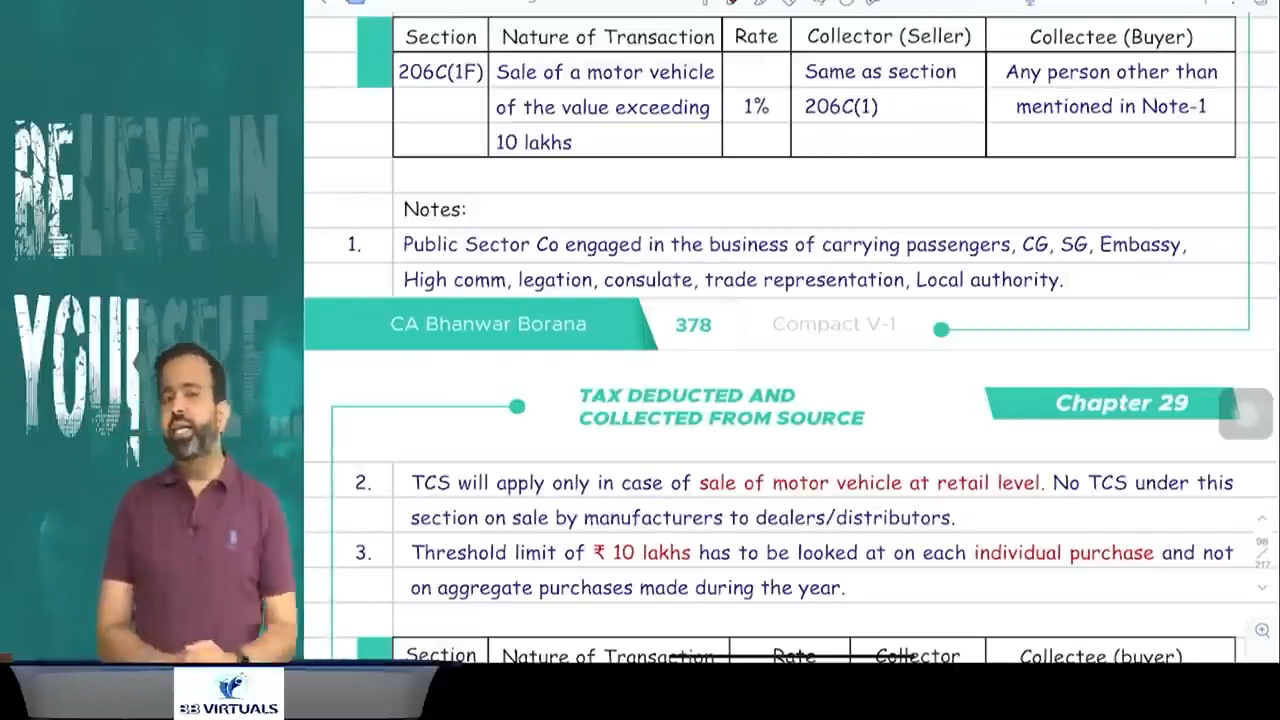 BELIEVE IN
YOURSELF...
Section Nature of Transaction Rate Collector (Seller) Collectee (Buyer)
206C(1F) Sale of a motor vehicle Same as section Any person other than
of the value exceeding 1% 206C(1) mentioned in Note-1
10 lakhs
Notes:
1. Public Sector Co engaged in the business of carrying passengers, CG, SG, Embassy,
High comm, legation, consulate, trade representation, Local authority.
CA Bhanwar Borana 378 Compact V-1
TAX DEDUCTED AND
COLLECTED FROM SOURCE
Chapter 29
2. TCS will apply only in case of sale of motor vehicle at retail level. No TCS under this
section on sale by manufacturers to dealers/distributors.
3. Threshold limit of ₹ 10 lakhs has to be looked at on each individual purchase and not
on aggregate purchases made during the year.
98
/
217
Section Nature of Transaction Rate Collector Collectee (buyer)
BB VIRTUALS